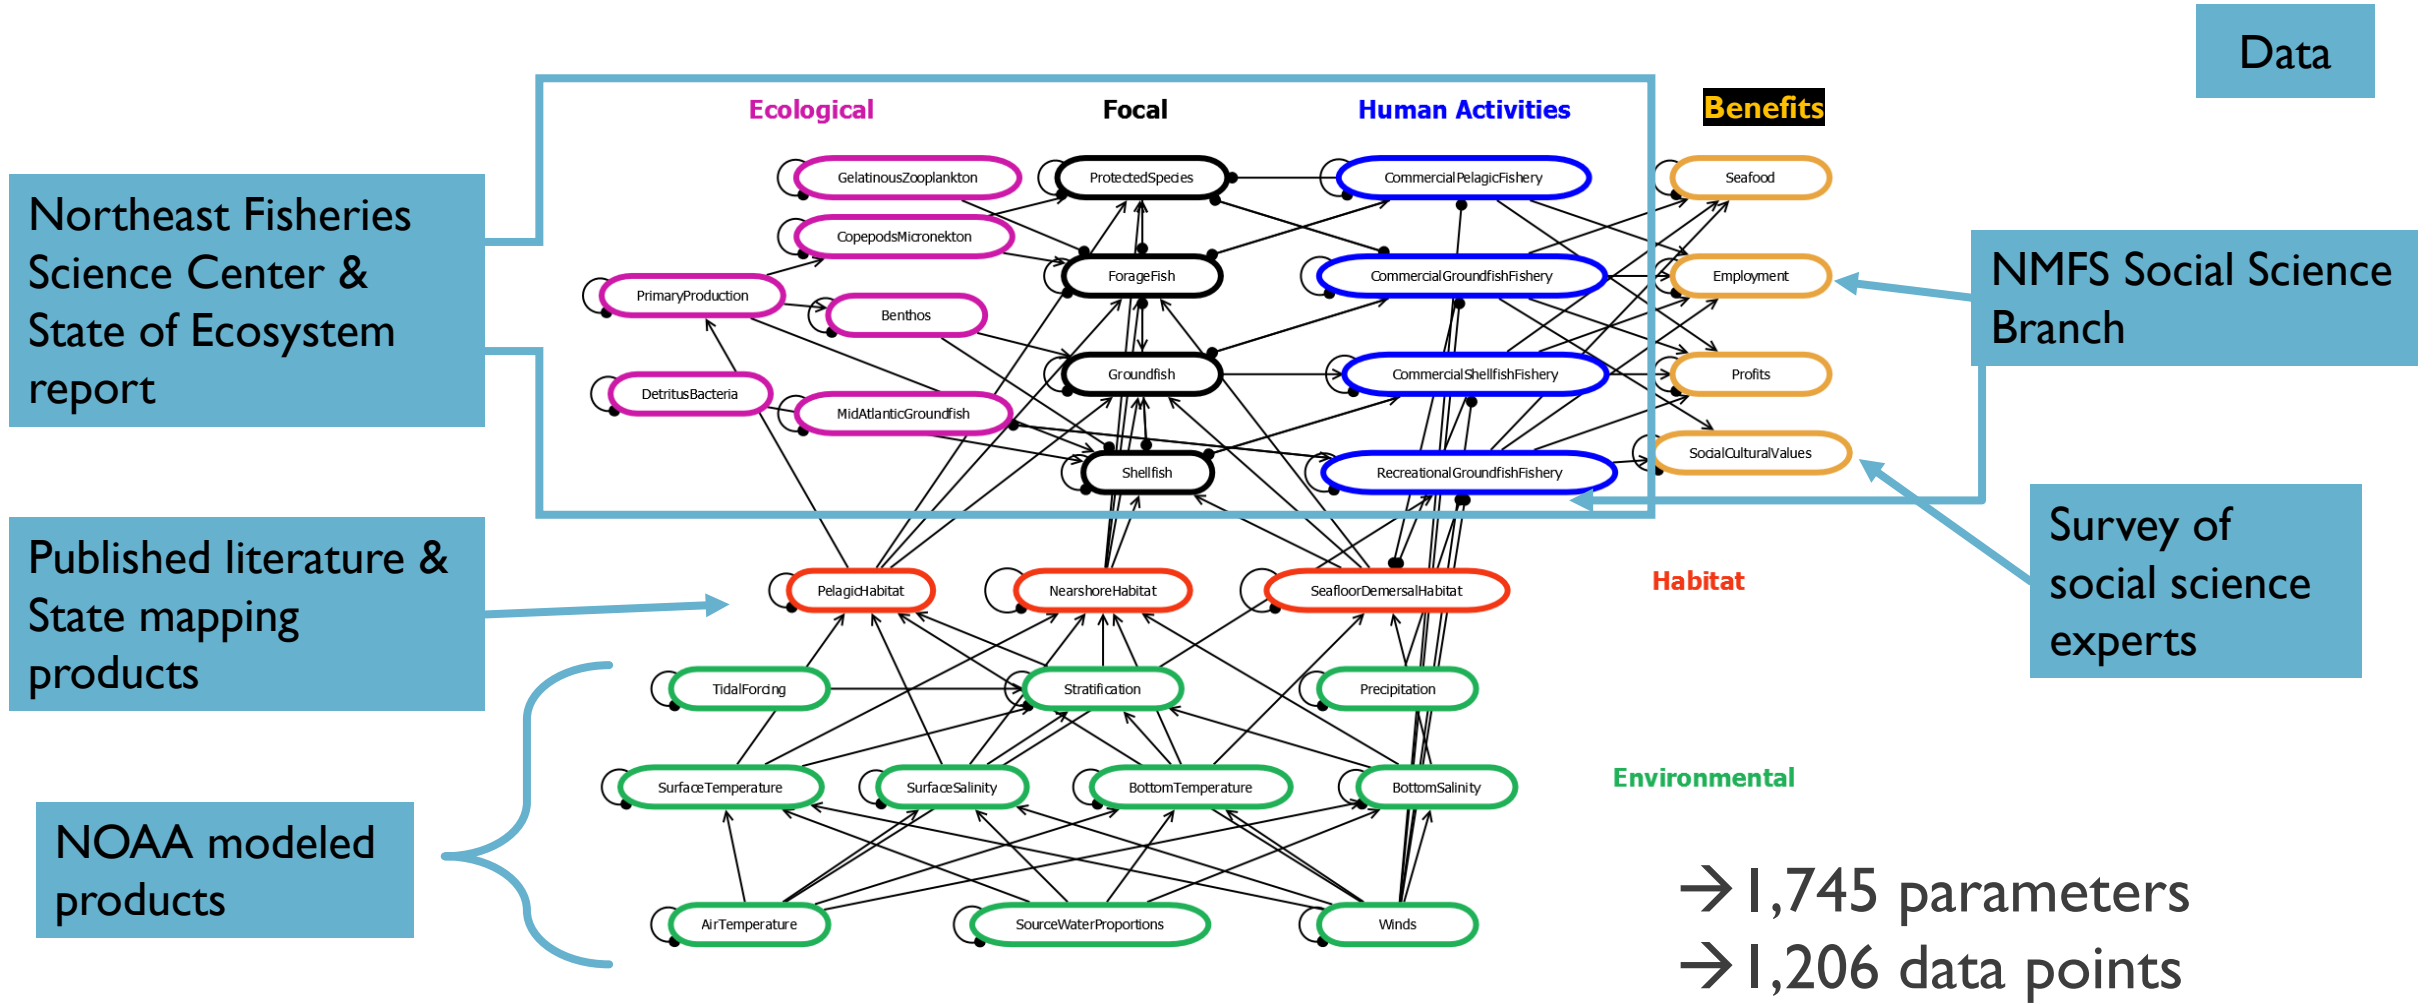 Data
Ecological
Focal
Human Activities
Benefits
GelatinousZooplankton
ProtectedSpecies
CommercialPelagicFishery
Seafood
CopepodsMicronekton
ForageFish
CommercialGroundfishFishery
Employment
PrimaryProduction
Benthos
Groundfish
CommercialShellfishFishery
Profits
DetritusBacteria
MidAtlanticGroundfish
Shellfish
RecreationalGroundfishFishery
SocialCulturalValues
Northeast Fisheries
Science Center &
State of Ecosystem
report
NMFS Social Science
Branch
Published literature &
State mapping
products
Survey of
social science
experts
PelagicHabitat
NearshoreHabitat
SeafloorDemersalHabitat
Habitat
TidalForcing
Stratification
Precipitation
SurfaceTemperature
SurfaceSalinity
BottomTemperature
BottomSalinity
Environmental
AirTemperature
SourceWaterProportions
Winds
NOAA modeled
products
→1,745 parameters
→1,206 data points